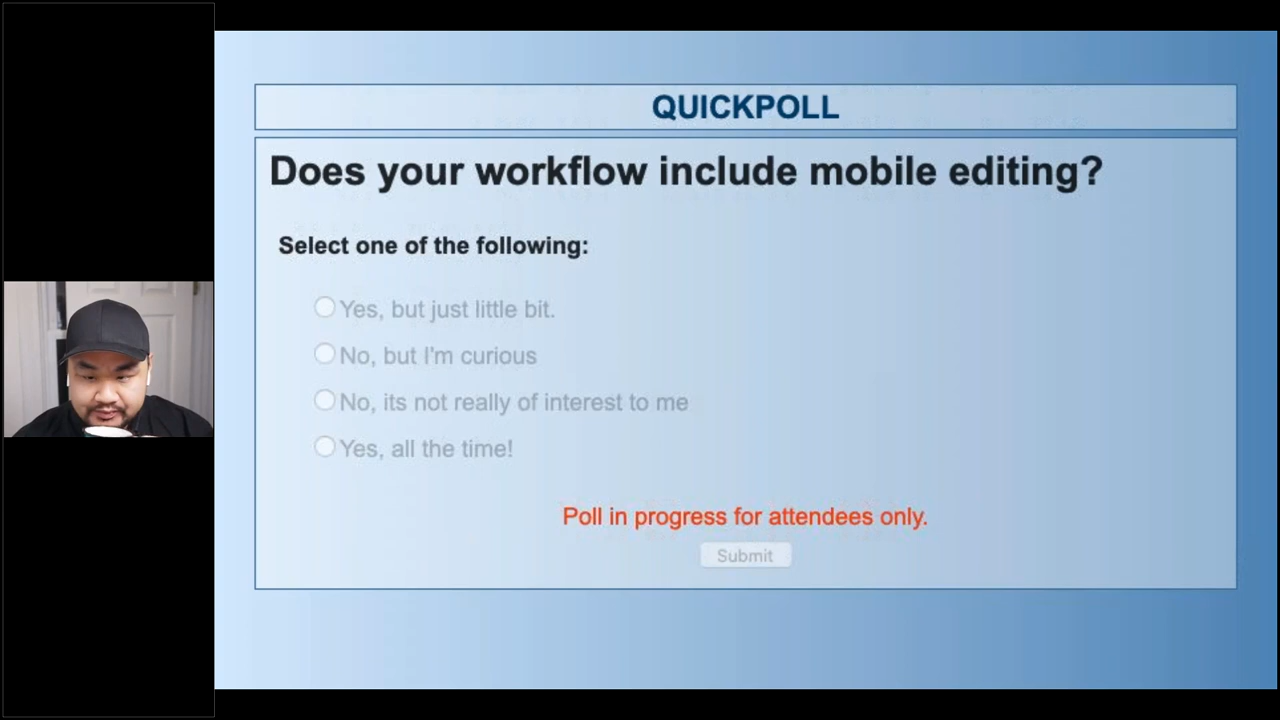 QUICKPOLL
Does your workflow include mobile editing?
Select one of the following:
Yes, but just little bit.
No, but I'm curious
No, its not really of interest to me
Yes, all the time!
Poll in progress for attendees only.
Submit